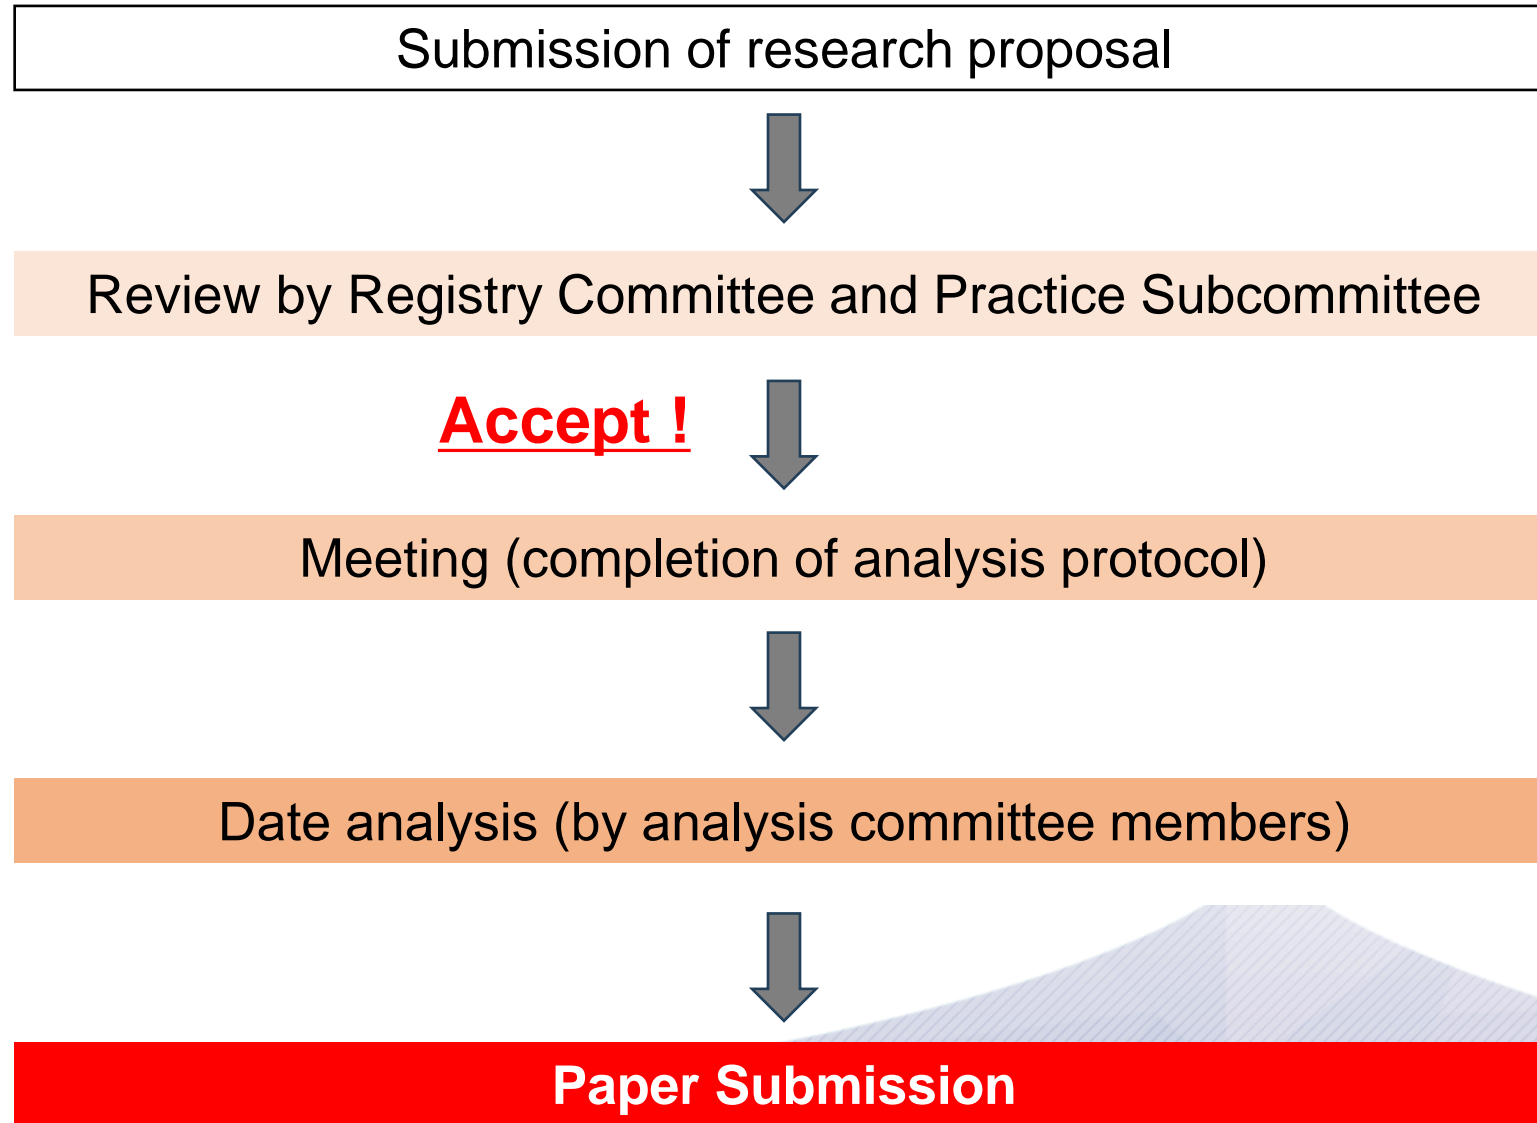 Submission of research proposal
Review by Registry Committee and Practice Subcommittee
Accept !
Meeting (completion of analysis protocol)
Date analysis (by analysis committee members)
Paper Submission